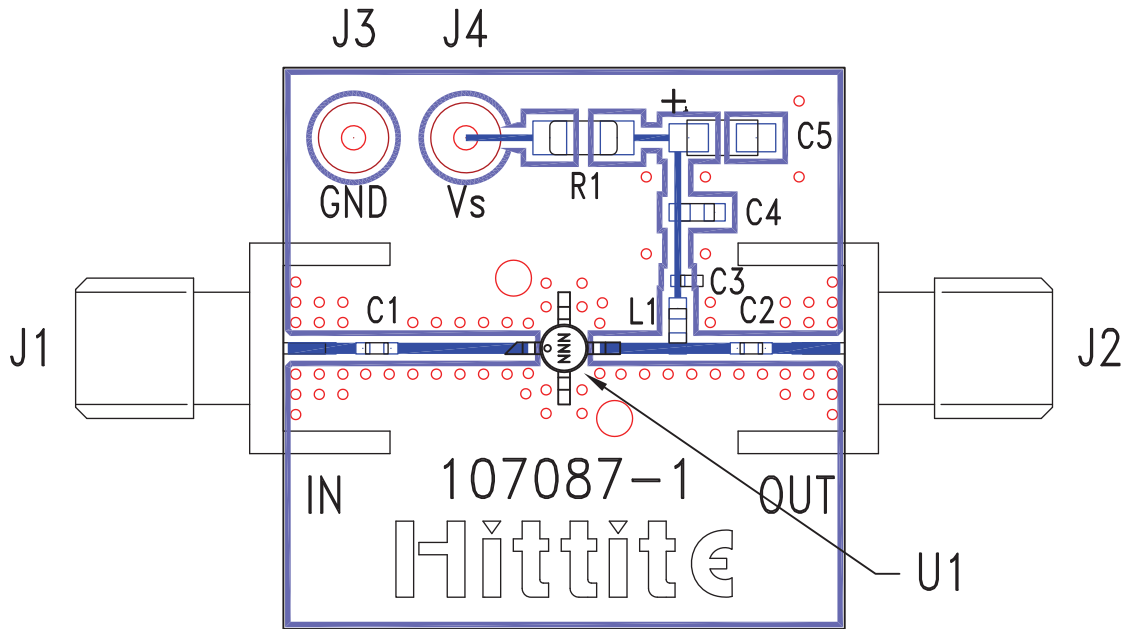 J3 J4
+
C5
R1
GND Vs
C4
C3
C1 L1 C2
J1 NNN J2
107087-1
IN OUT
Hittite
U1